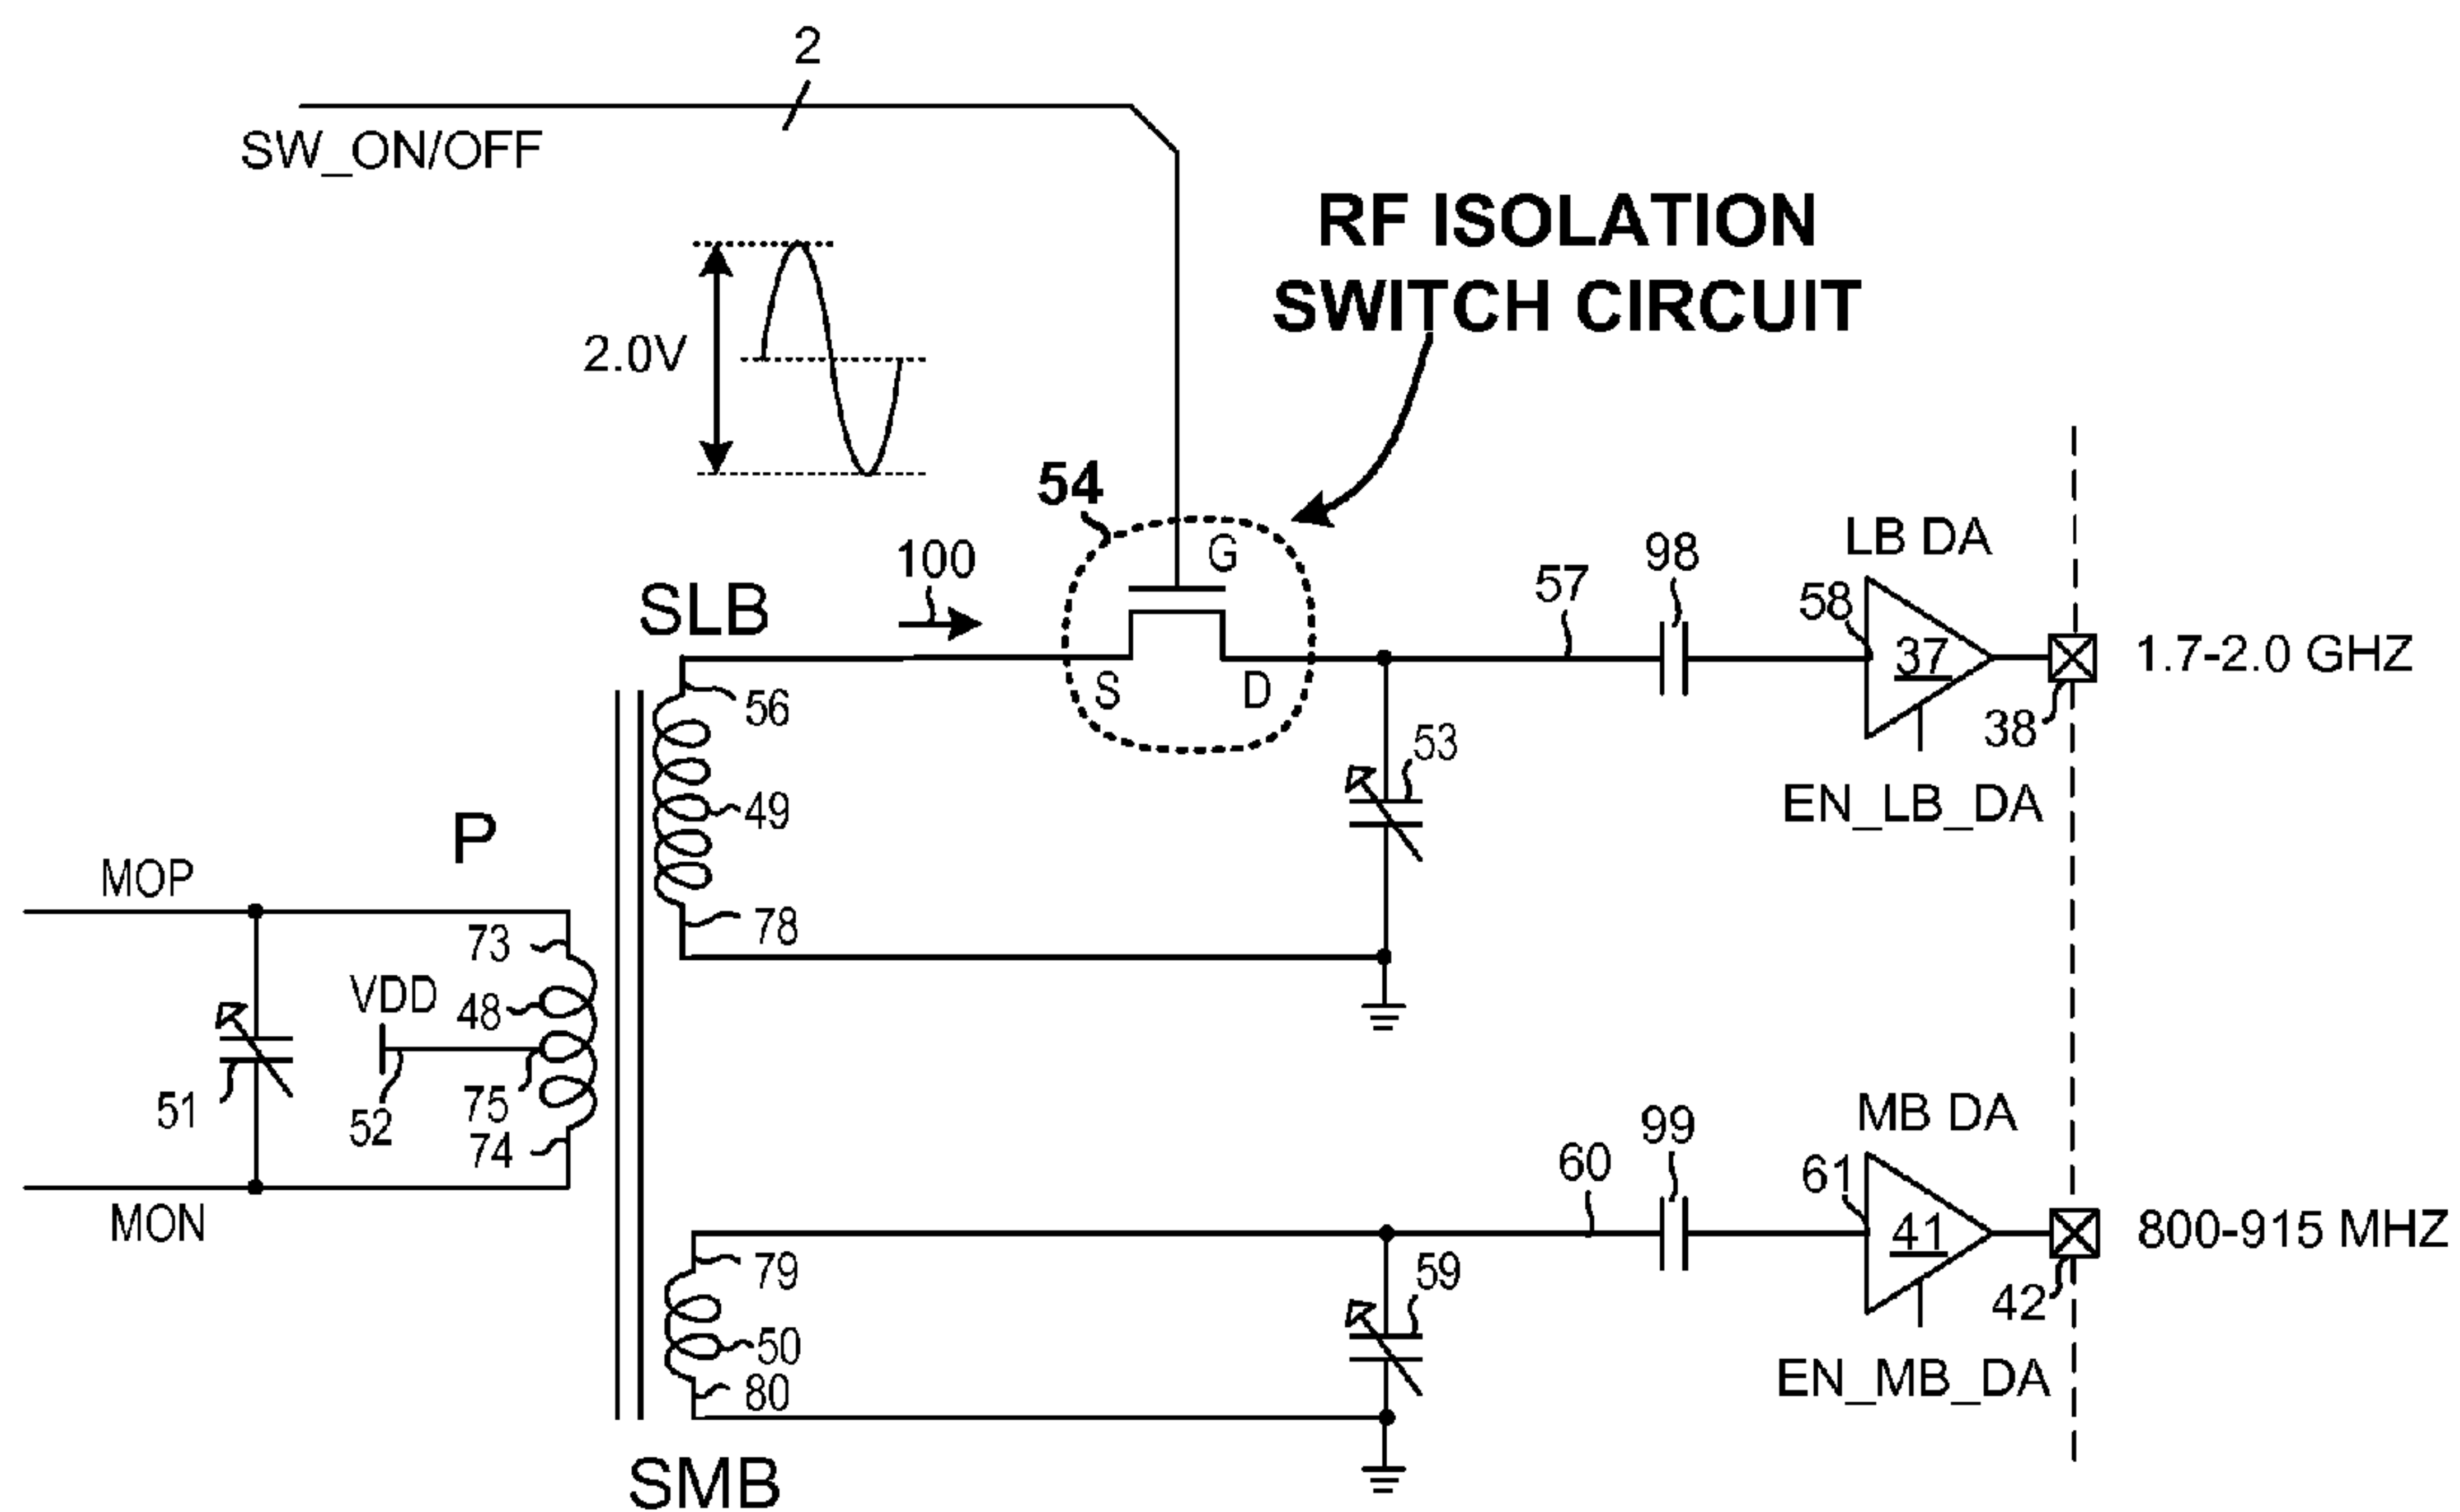 2
SW_ON/OFF
RF ISOLATION
SWITCH CIRCUIT
2.0V
54
G
100
SLB
S
D
57
98
LB DA
58
37
1.7-2.0 GHZ
38
56
53
49
EN_LB_DA
P
MOP
78
73
VDD
48
51
52
75
74
MON
MB DA
60
99
61
41
800-915 MHZ
42
79
59
50
80
EN_MB_DA
SMB